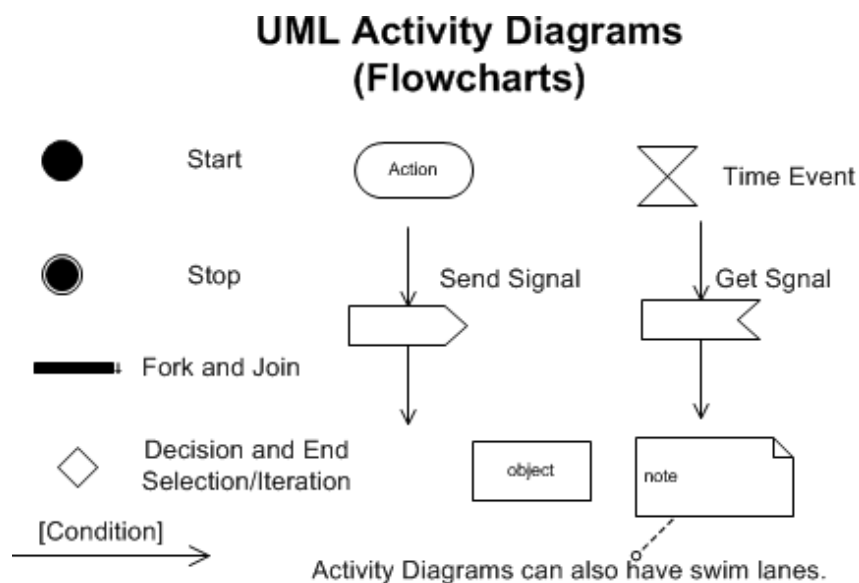 UML Activity Diagrams
(Flowcharts)
Start
Action
Time Event
Stop
Send Signal
Get Sgnal
Fork and Join
Decision and End
Selection/Iteration
object
note
[Condition]
Activity Diagrams can also have swim lanes.